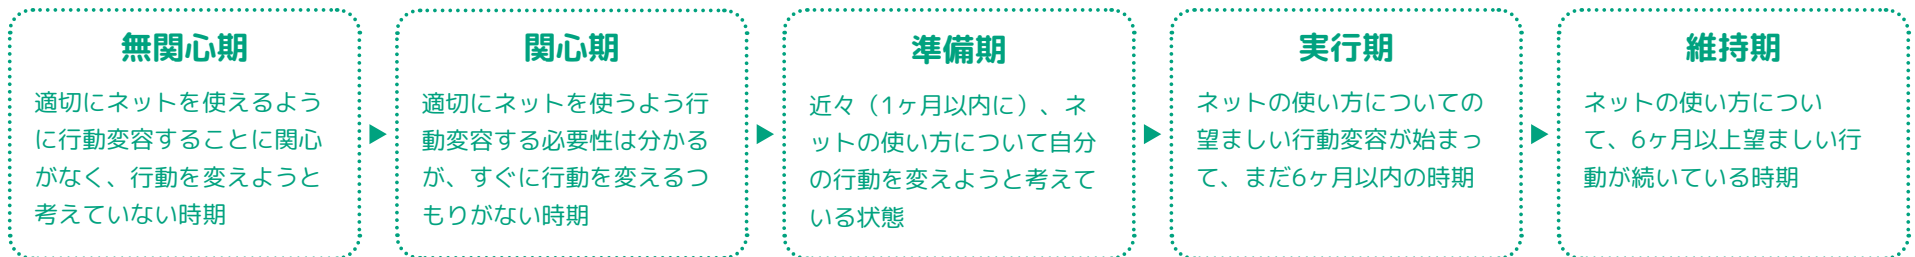 無関心期
適切にネットを使えるよう
に行動変容することに関心
がなく、行動を変えようと
考えていない時期
関心期
適切にネットを使うよう行
動変容する必要性は分かる
が、すぐに行動を変えるつ
もりがない時期
準備期
近々（1ヶ月以内に）、ネ
ットの使い方について自分
の行動を変えようと考えて
いる状態
実行期
ネットの使い方についての
望ましい行動変容が始まっ
て、まだ6ヶ月以内の時期
維持期
ネットの使い方につい
て、6ヶ月以上望ましい行
動が続いている時期